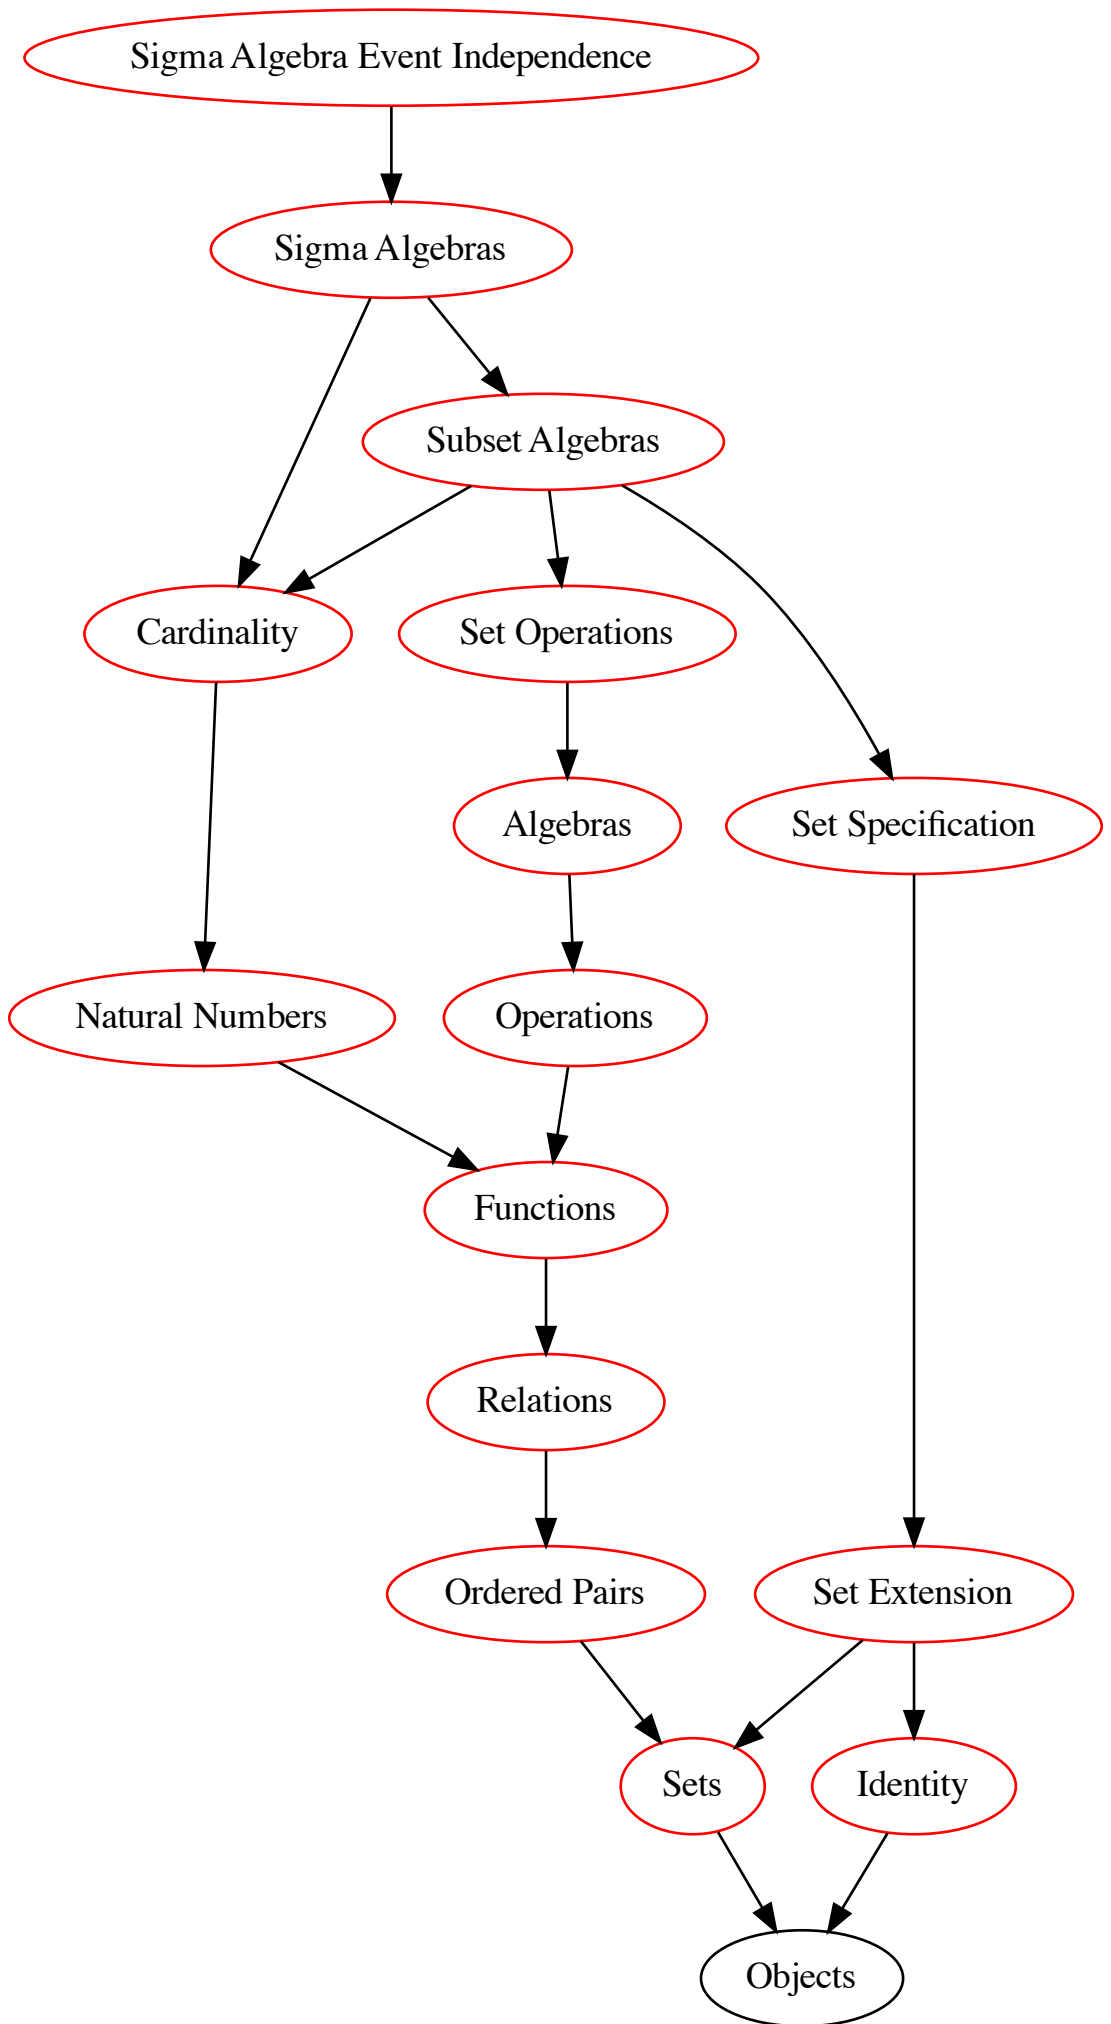 Sigma Algebra Event Independence
Sigma Algebras
Subset Algebras
Cardinality
Set Operations
Algebras
Set Specification
Natural Numbers
Operations
Functions
Relations
Ordered Pairs
Set Extension
Sets
Identity
Objects